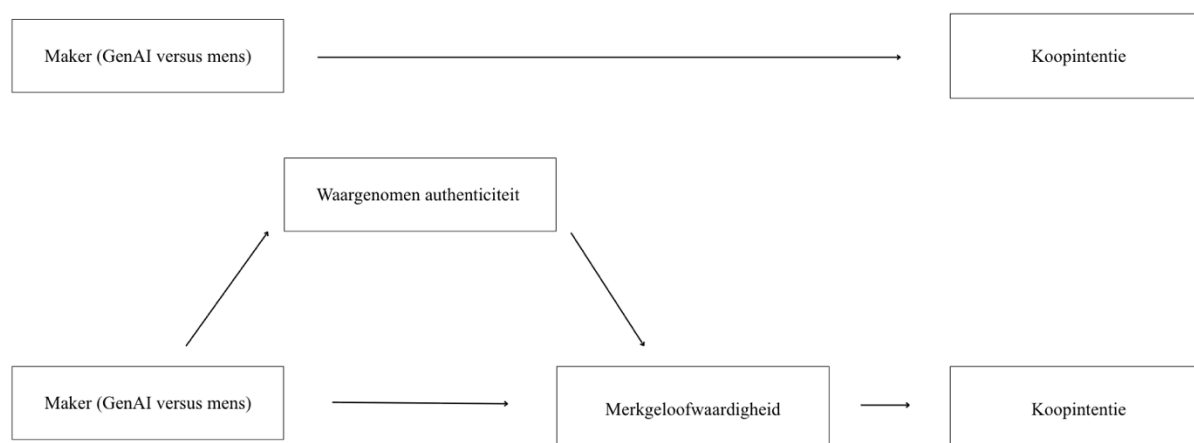 Maker (GenAI versus mens)
Koopintentie
Waargenomen authenticiteit
Maker (GenAI versus mens)
Merkgeloofwaardigheid
Koopintentie